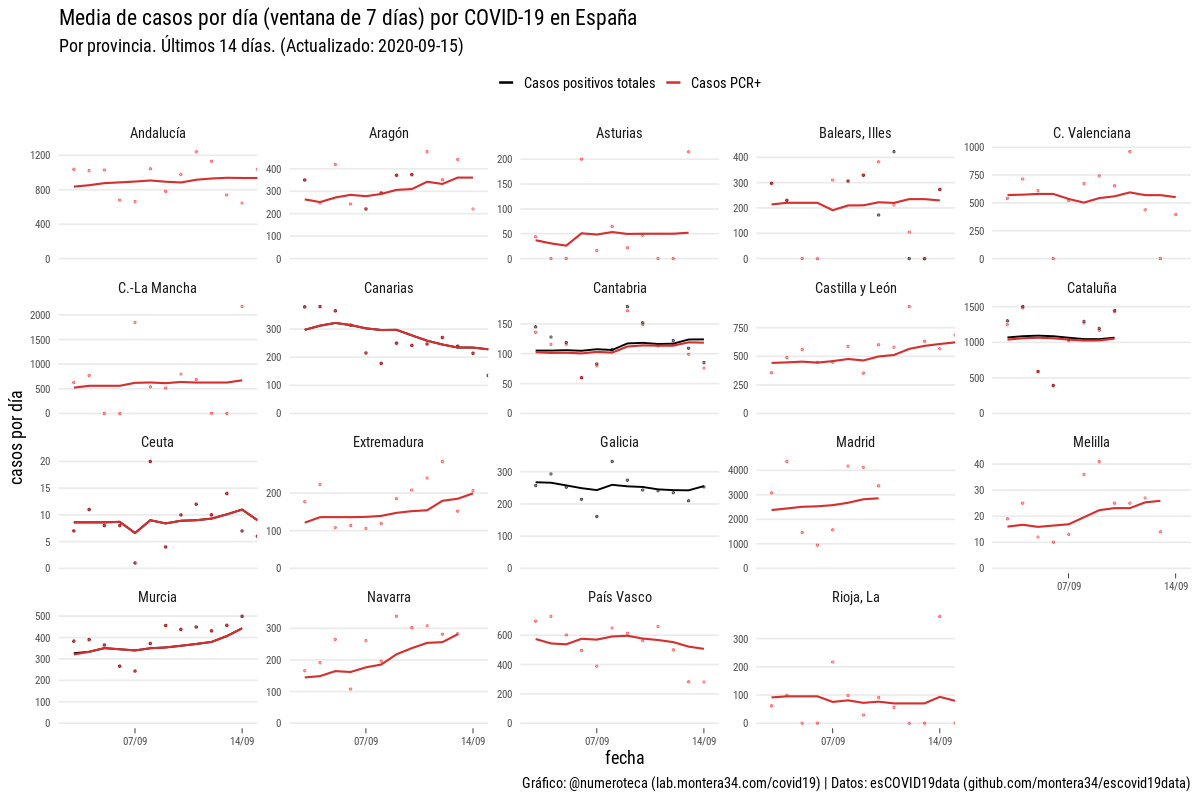 Media de casos por día (ventana de 7 días) por COVID-19 en España
Por provincia. Últimos 14 días. (Actualizado: 2020-09-15)
Casos positivos totales Casos PCR+
casos por día
Andalucía Aragón Asturias Balears, Illes C. Valenciana
1200 800 400 0
400 300 200 100 0
200 150 100 50 0
400 300 200 100 0
1000 750 500 250 0
C.-La Mancha Canarias Cantabria Castilla y León Cataluña
2000 1500 1000 500 0
300 200 100 0
150 100 50 0
750 500 250 0
1500 1000 500 0
Ceuta Extremadura Galicia Madrid Melilla
20 15 10 5 0
200 100 0
300 200 100 0
4000 3000 2000 1000 0
40 30 20 10 0
07/09 14/09
Murcia Navarra País Vasco Rioja, La
500 400 300 200 100 0
300 200 100 0
600 400 200 0
300 200 100 0
07/09 14/09 07/09 14/09 07/09 14/09 07/09 14/09
fecha
Gráfico: @numeroteca (lab.montera34.com/covid19) | Datos: esCOVID19data (github.com/montera34/escovid19data)